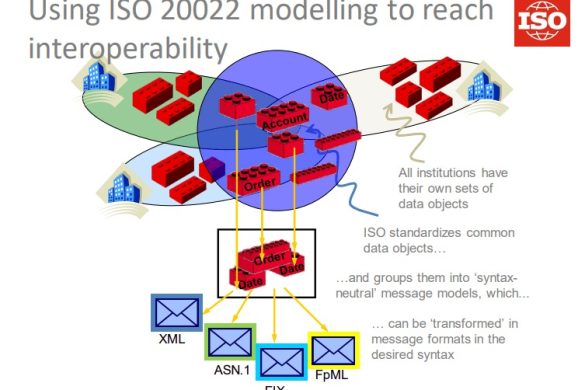 Using ISO 20022 modelling to reach
interoperability
ISO
Date
Account
Order
All institutions have
their own sets of
data objects
ISO standardizes common
data objects…
Order
Date
Date
…and groups them into ‘syntax-
neutral’ message models, which...
… can be ‘transformed’ in
message formats in the
desired syntax
XML
ASN.1
FIX
FpML